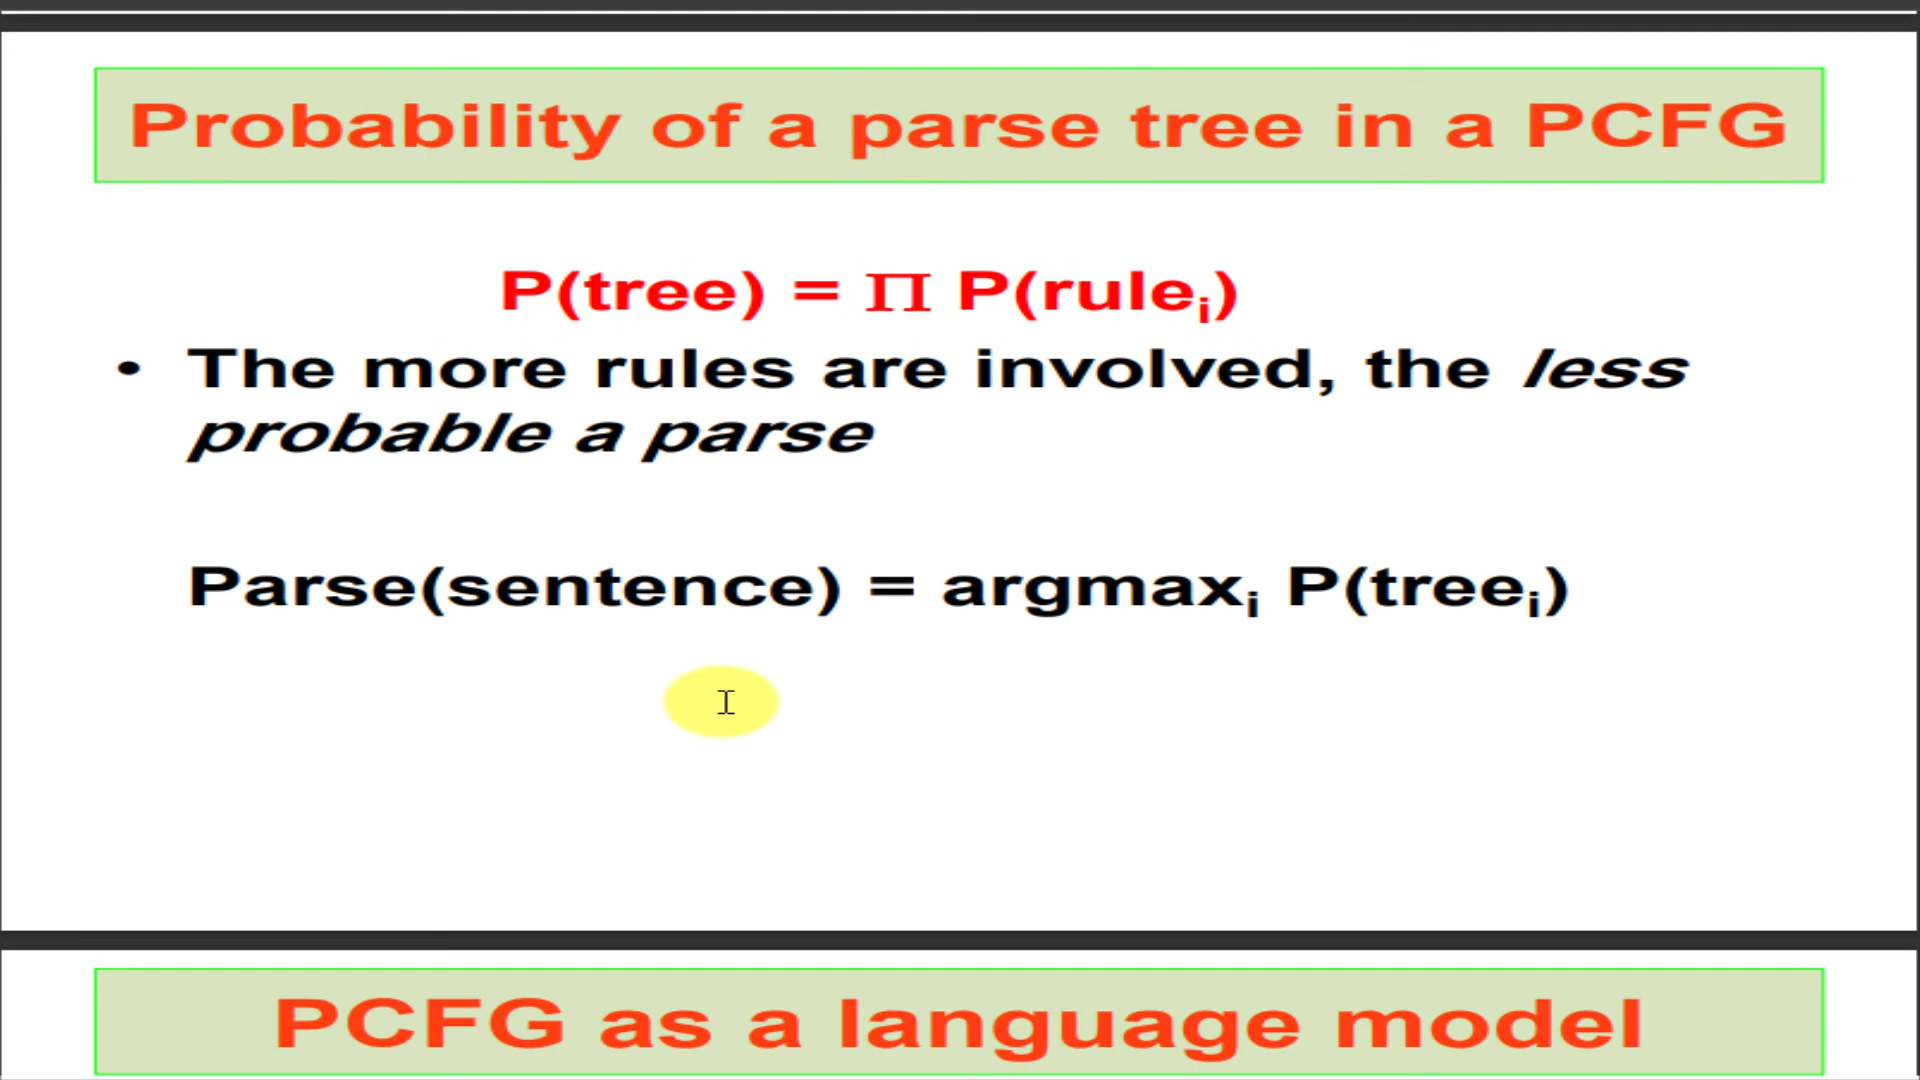 Probability of a parse tree in a PCFG
P(tree) = Π P(ruleᵢ)
• The more rules are involved, the less
probable a parse
Parse(sentence) = argmaxᵢ P(treeᵢ)
PCFG as a language model